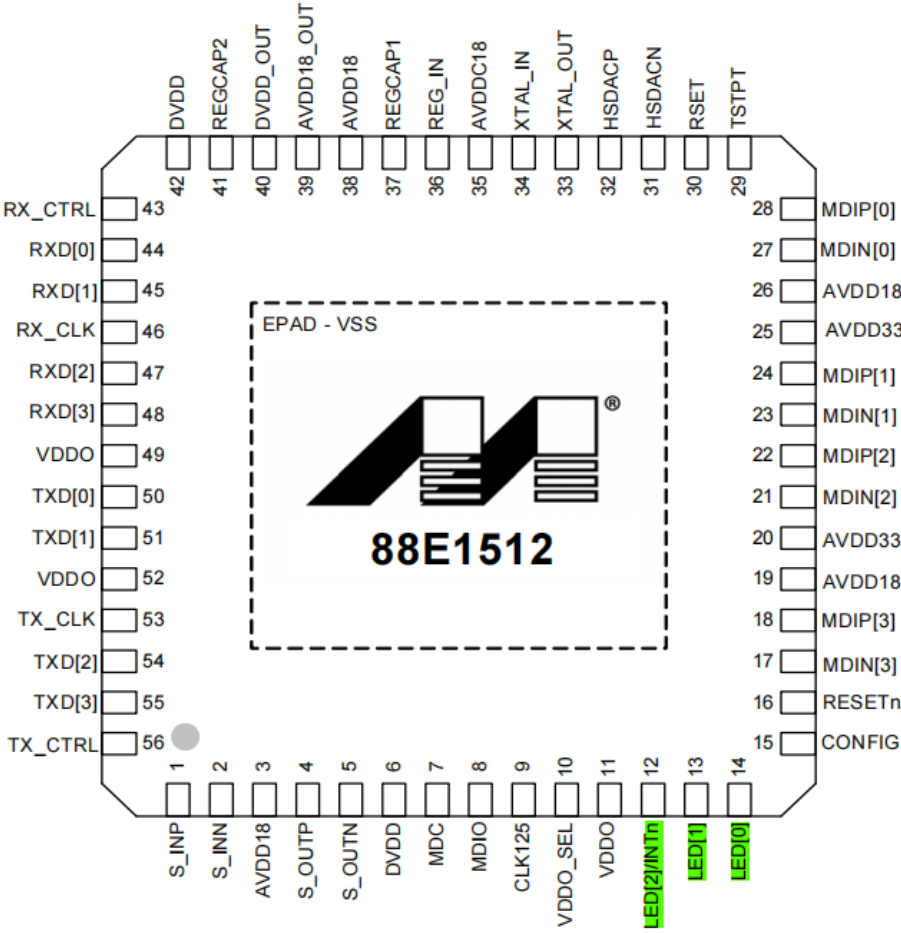 DVDD
REGCAP2
DVDD_OUT
AVDD18_OUT
AVDD18
REGCAP1
REG_IN
AVDDC18
XTAL_IN
XTAL_OUT
HSDACP
HSDACN
RSET
TSTPT
42
41
40
39
38
37
36
35
34
33
32
31
30
29
RX_CTRL 43
RXD[0] 44
RXD[1] 45
RX_CLK 46
RXD[2] 47
RXD[3] 48
VDDO 49
TXD[0] 50
TXD[1] 51
VDDO 52
TX_CLK 53
TXD[2] 54
TXD[3] 55
TX_CTRL 56
EPAD - VSS
®
88E1512
28 MDIP[0]
27 MDIN[0]
26 AVDD18
25 AVDD33
24 MDIP[1]
23 MDIN[1]
22 MDIP[2]
21 MDIN[2]
20 AVDD33
19 AVDD18
18 MDIP[3]
17 MDIN[3]
16 RESETn
15 CONFIG
1
2
3
4
5
6
7
8
9
10
11
12
13
14
S_INP
S_INN
AVDD18
S_OUTP
S_OUTN
DVDD
MDC
MDIO
CLK125
VDDO_SEL
VDDO
LED[2]/INTn
LED[1]
LED[0]